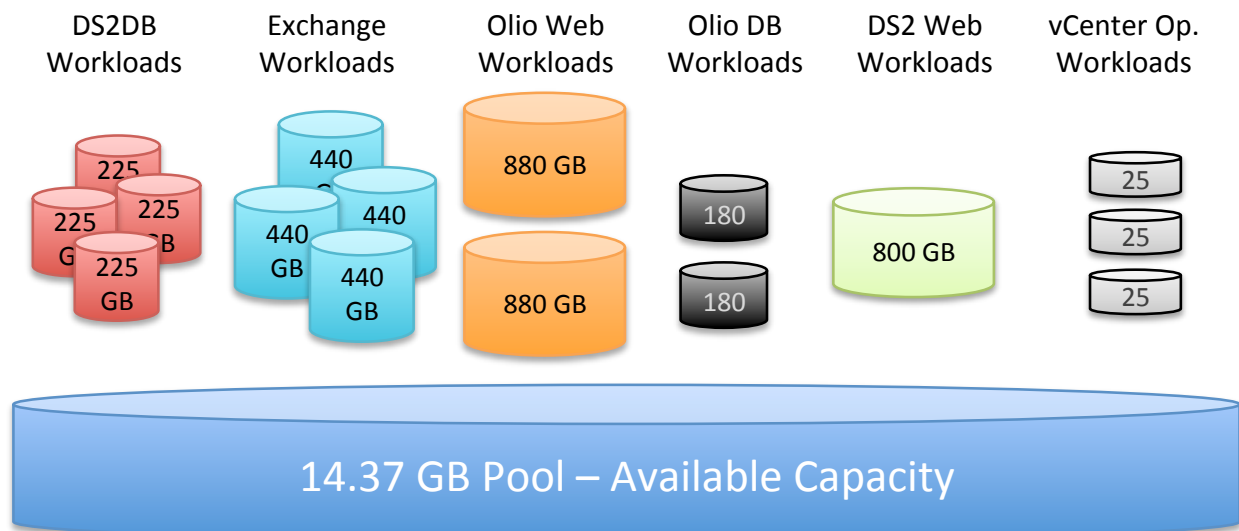 DS2DB
Workloads
Exchange
Workloads
Olio Web
Workloads
Olio DB
Workloads
DS2 Web
Workloads
vCenter Op.
Workloads
225
225
G
225
GB
225
GB
440
G
440
440
GB
440
GB
880 GB
880 GB
180
180
800 GB
25
25
25
14.37 GB Pool – Available Capacity